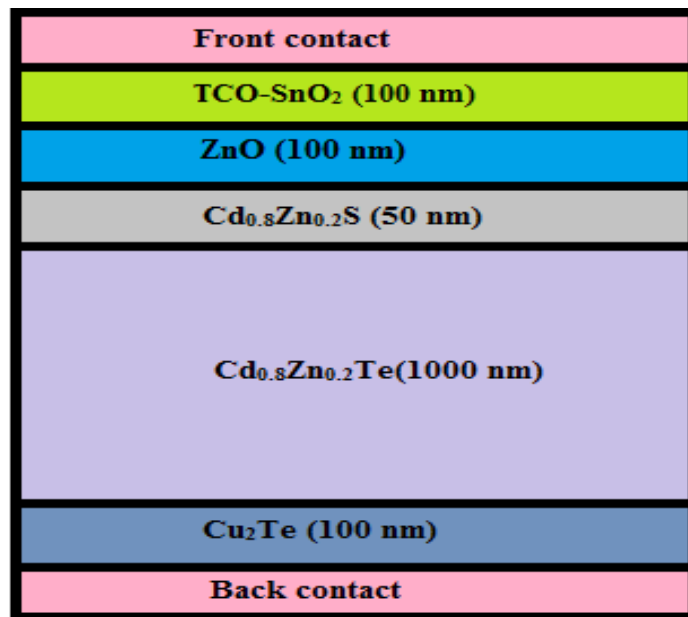 Front contact
TCO-SnO₂ (100 nm)
ZnO (100 nm)
Cd₀.₈Zn₀.₂S (50 nm)
Cd₀.₈Zn₀.₂Te(1000 nm)
Cu₂Te (100 nm)
Back contact